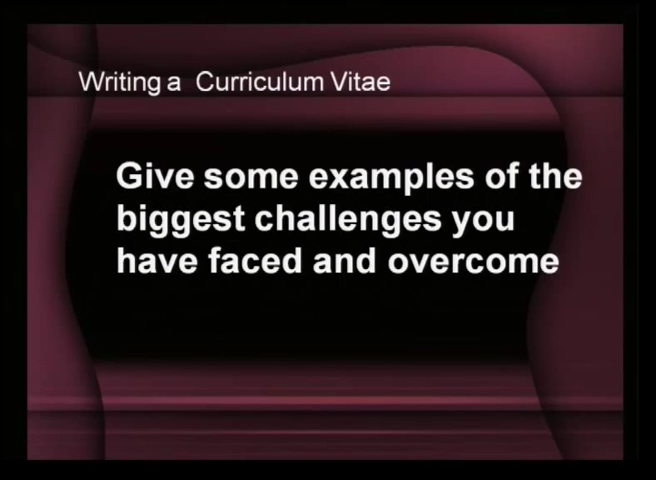 Writing a Curriculum Vitae
Give some examples of the
biggest challenges you
have faced and overcome